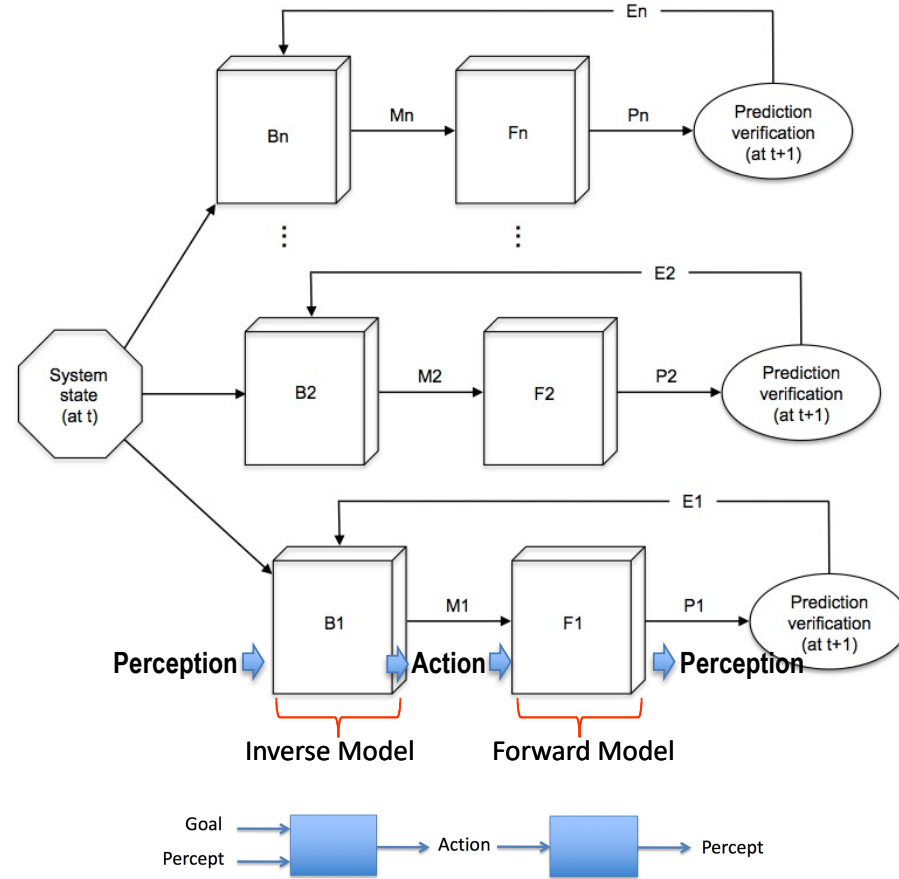 En
Bn
Mn
Fn
Pn
Prediction
verification
(at t+1)
⋮
⋮
E2
System
state
(at t)
B2
M2
F2
P2
Prediction
verification
(at t+1)
E1
B1
M1
F1
P1
Prediction
verification
(at t+1)
Perception
Action
Perception
Inverse Model
Forward Model
Goal
Percept
Action
Percept